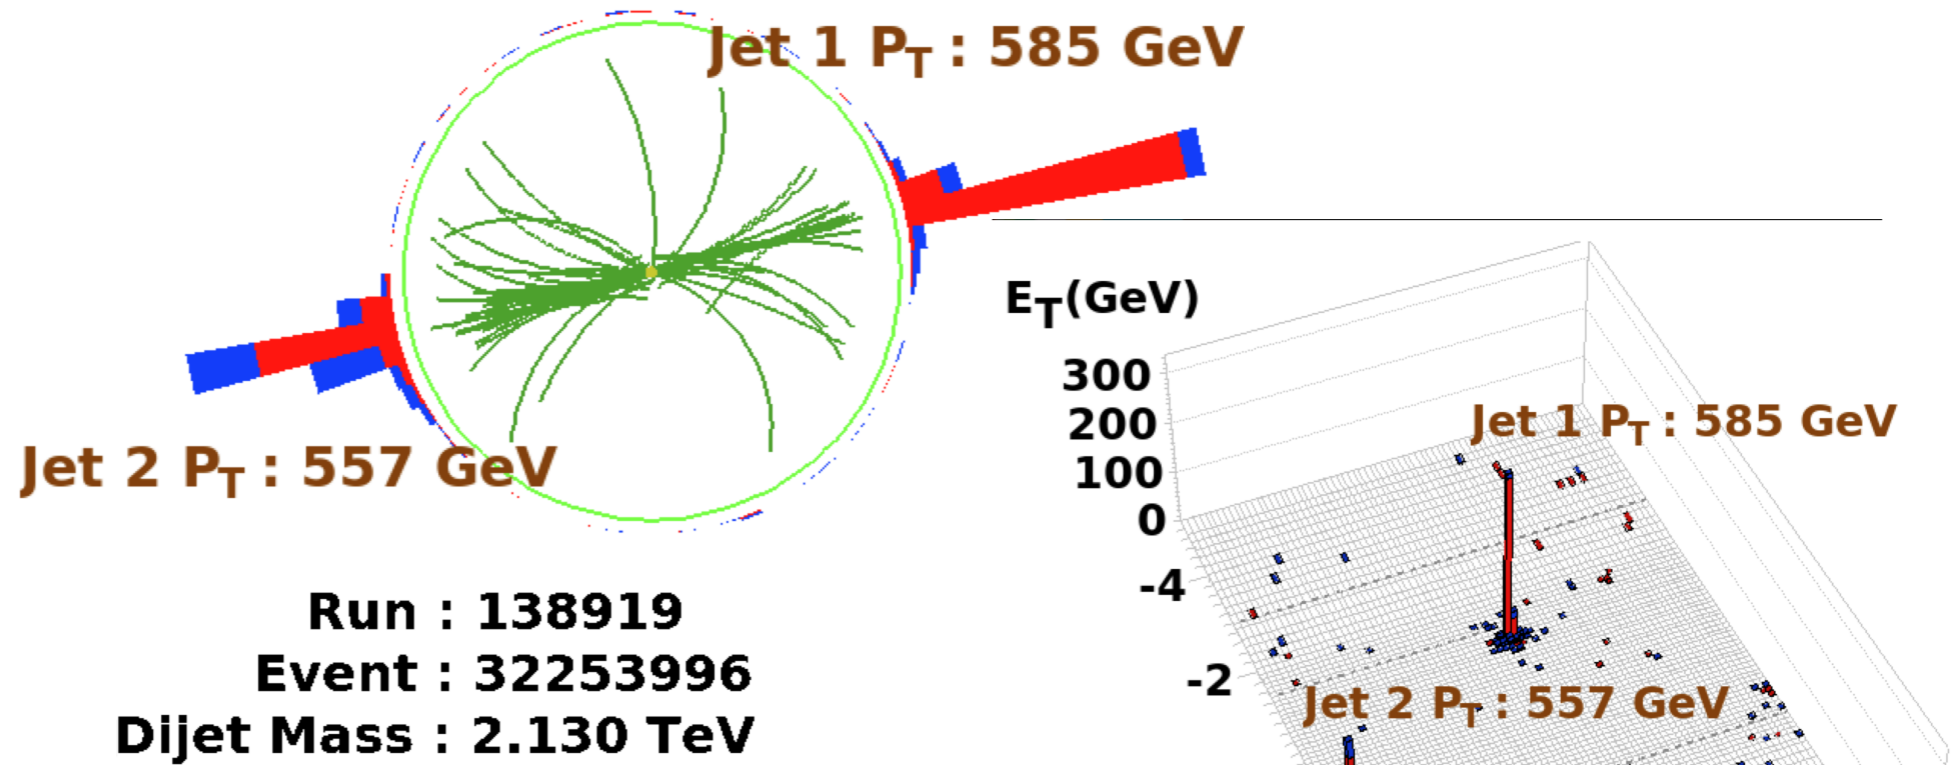 Jet 1 PT : 585 GeV
Jet 2 PT : 557 GeV
Run : 138919
Event : 32253996
Dijet Mass : 2.130 TeV
ET(GeV)
300
200
100
0
-4
-2
Jet 1 PT : 585 GeV
Jet 2 PT : 557 GeV